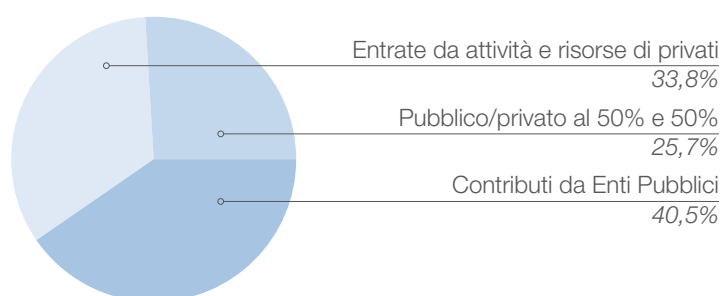 Entrate da attività e risorse di privati
33,8%
Pubblico/privato al 50% e 50%
25,7%
Contributi da Enti Pubblici
40,5%